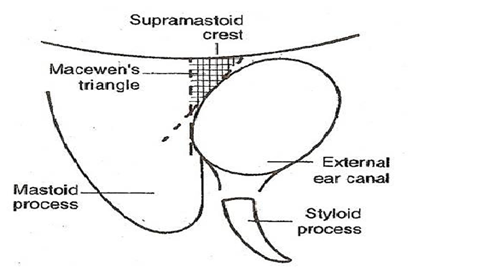 Supramastoid
crest
Macewen's
triangle
External
ear canal
Mastoid
process
Styloid
process